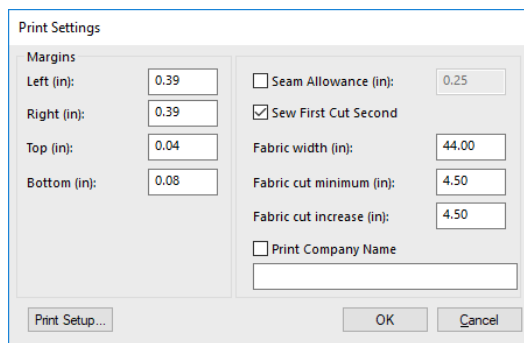 Print Settings
Margins
Left (in): 0.39
Right (in): 0.39
Top (in): 0.04
Bottom (in): 0.08
Seam Allowance (in): 0.25
Sew First Cut Second
Fabric width (in): 44.00
Fabric cut minimum (in): 4.50
Fabric cut increase (in): 4.50
Print Company Name
Print Setup... OK Cancel